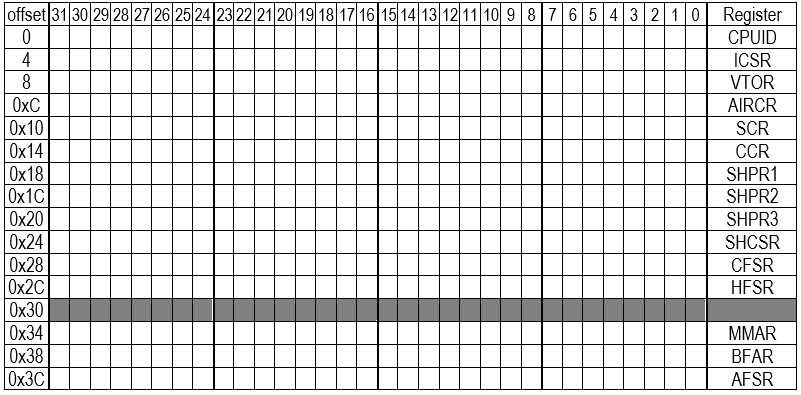 offset 31 30 29 28 27 26 25 24 23 22 21 20 19 18 17 16 15 14 13 12 11 10 9 8 7 6 5 4 3 2 1 0 Register
0 CPUID
4 ICSR
8 VTOR
0xC AIRCR
0x10 SCR
0x14 CCR
0x18 SHPR1
0x1C SHPR2
0x20 SHPR3
0x24 SHCSR
0x28 CFSR
0x2C HFSR
0x30
0x34 MMAR
0x38 BFAR
0x3C AFSR